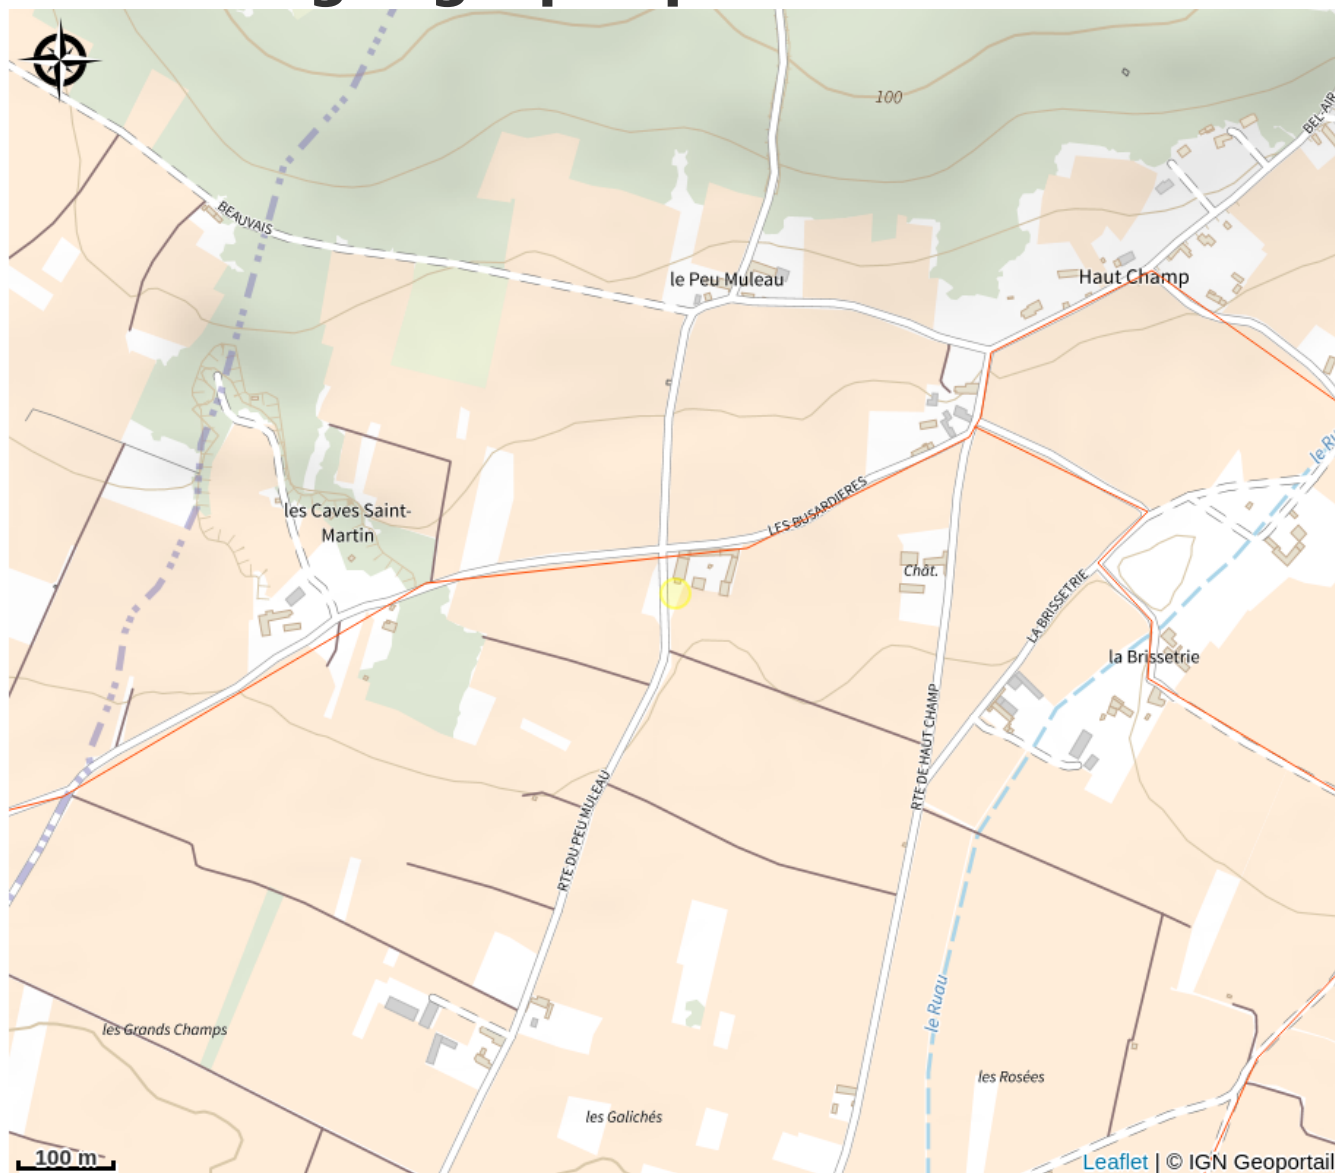 100
BEL-AIR
BEAUVAIS
le Peu Muleau
Haut Champ
le Ru
les Caves Saint-
Martin
LES BUSARDIERES
Chât.
LA BRISSETRIE
la Brissetrie
RTE DE HAUT CHAMP
RTE DU PEU MULEAU
le Ruau
les Grands Champs
les Rosées
les Galichés
100 m
Leaflet | © IGN Geoportail